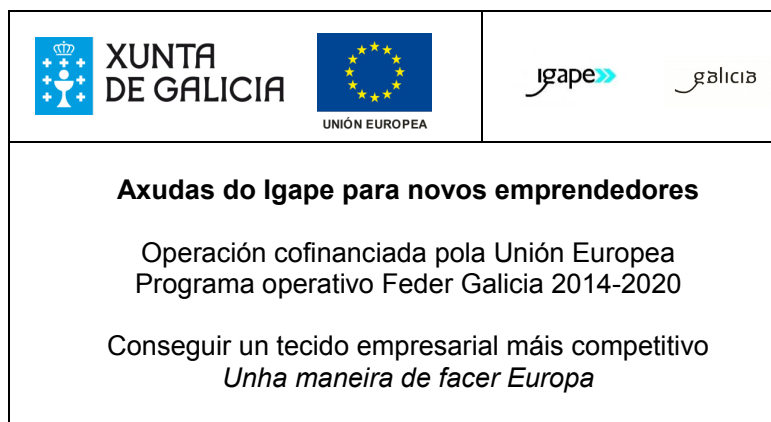 XUNTA
DE GALICIA
UNIÓN EUROPEA
igape
galicia
Axudas do Igape para novos emprendedores
Operación cofinanciada pola Unión Europea
Programa operativo Feder Galicia 2014-2020
Conseguir un tecido empresarial máis competitivo
Unha maneira de facer Europa